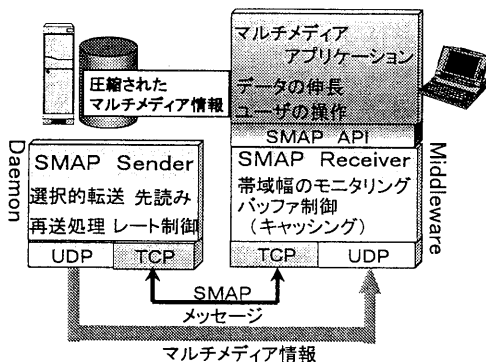 マルチメディア
アプリケーション
データの伸長
ユーザの操作
圧縮された
マルチメディア情報
SMAP API
Daemon
SMAP Sender
選択的転送 先読み
再送処理 レート制御
UDP TCP
SMAP Receiver
帯域幅のモニタリング
バッファ制御
(キャッシング)
TCP UDP
Middleware
SMAP
メッセージ
マルチメディア情報